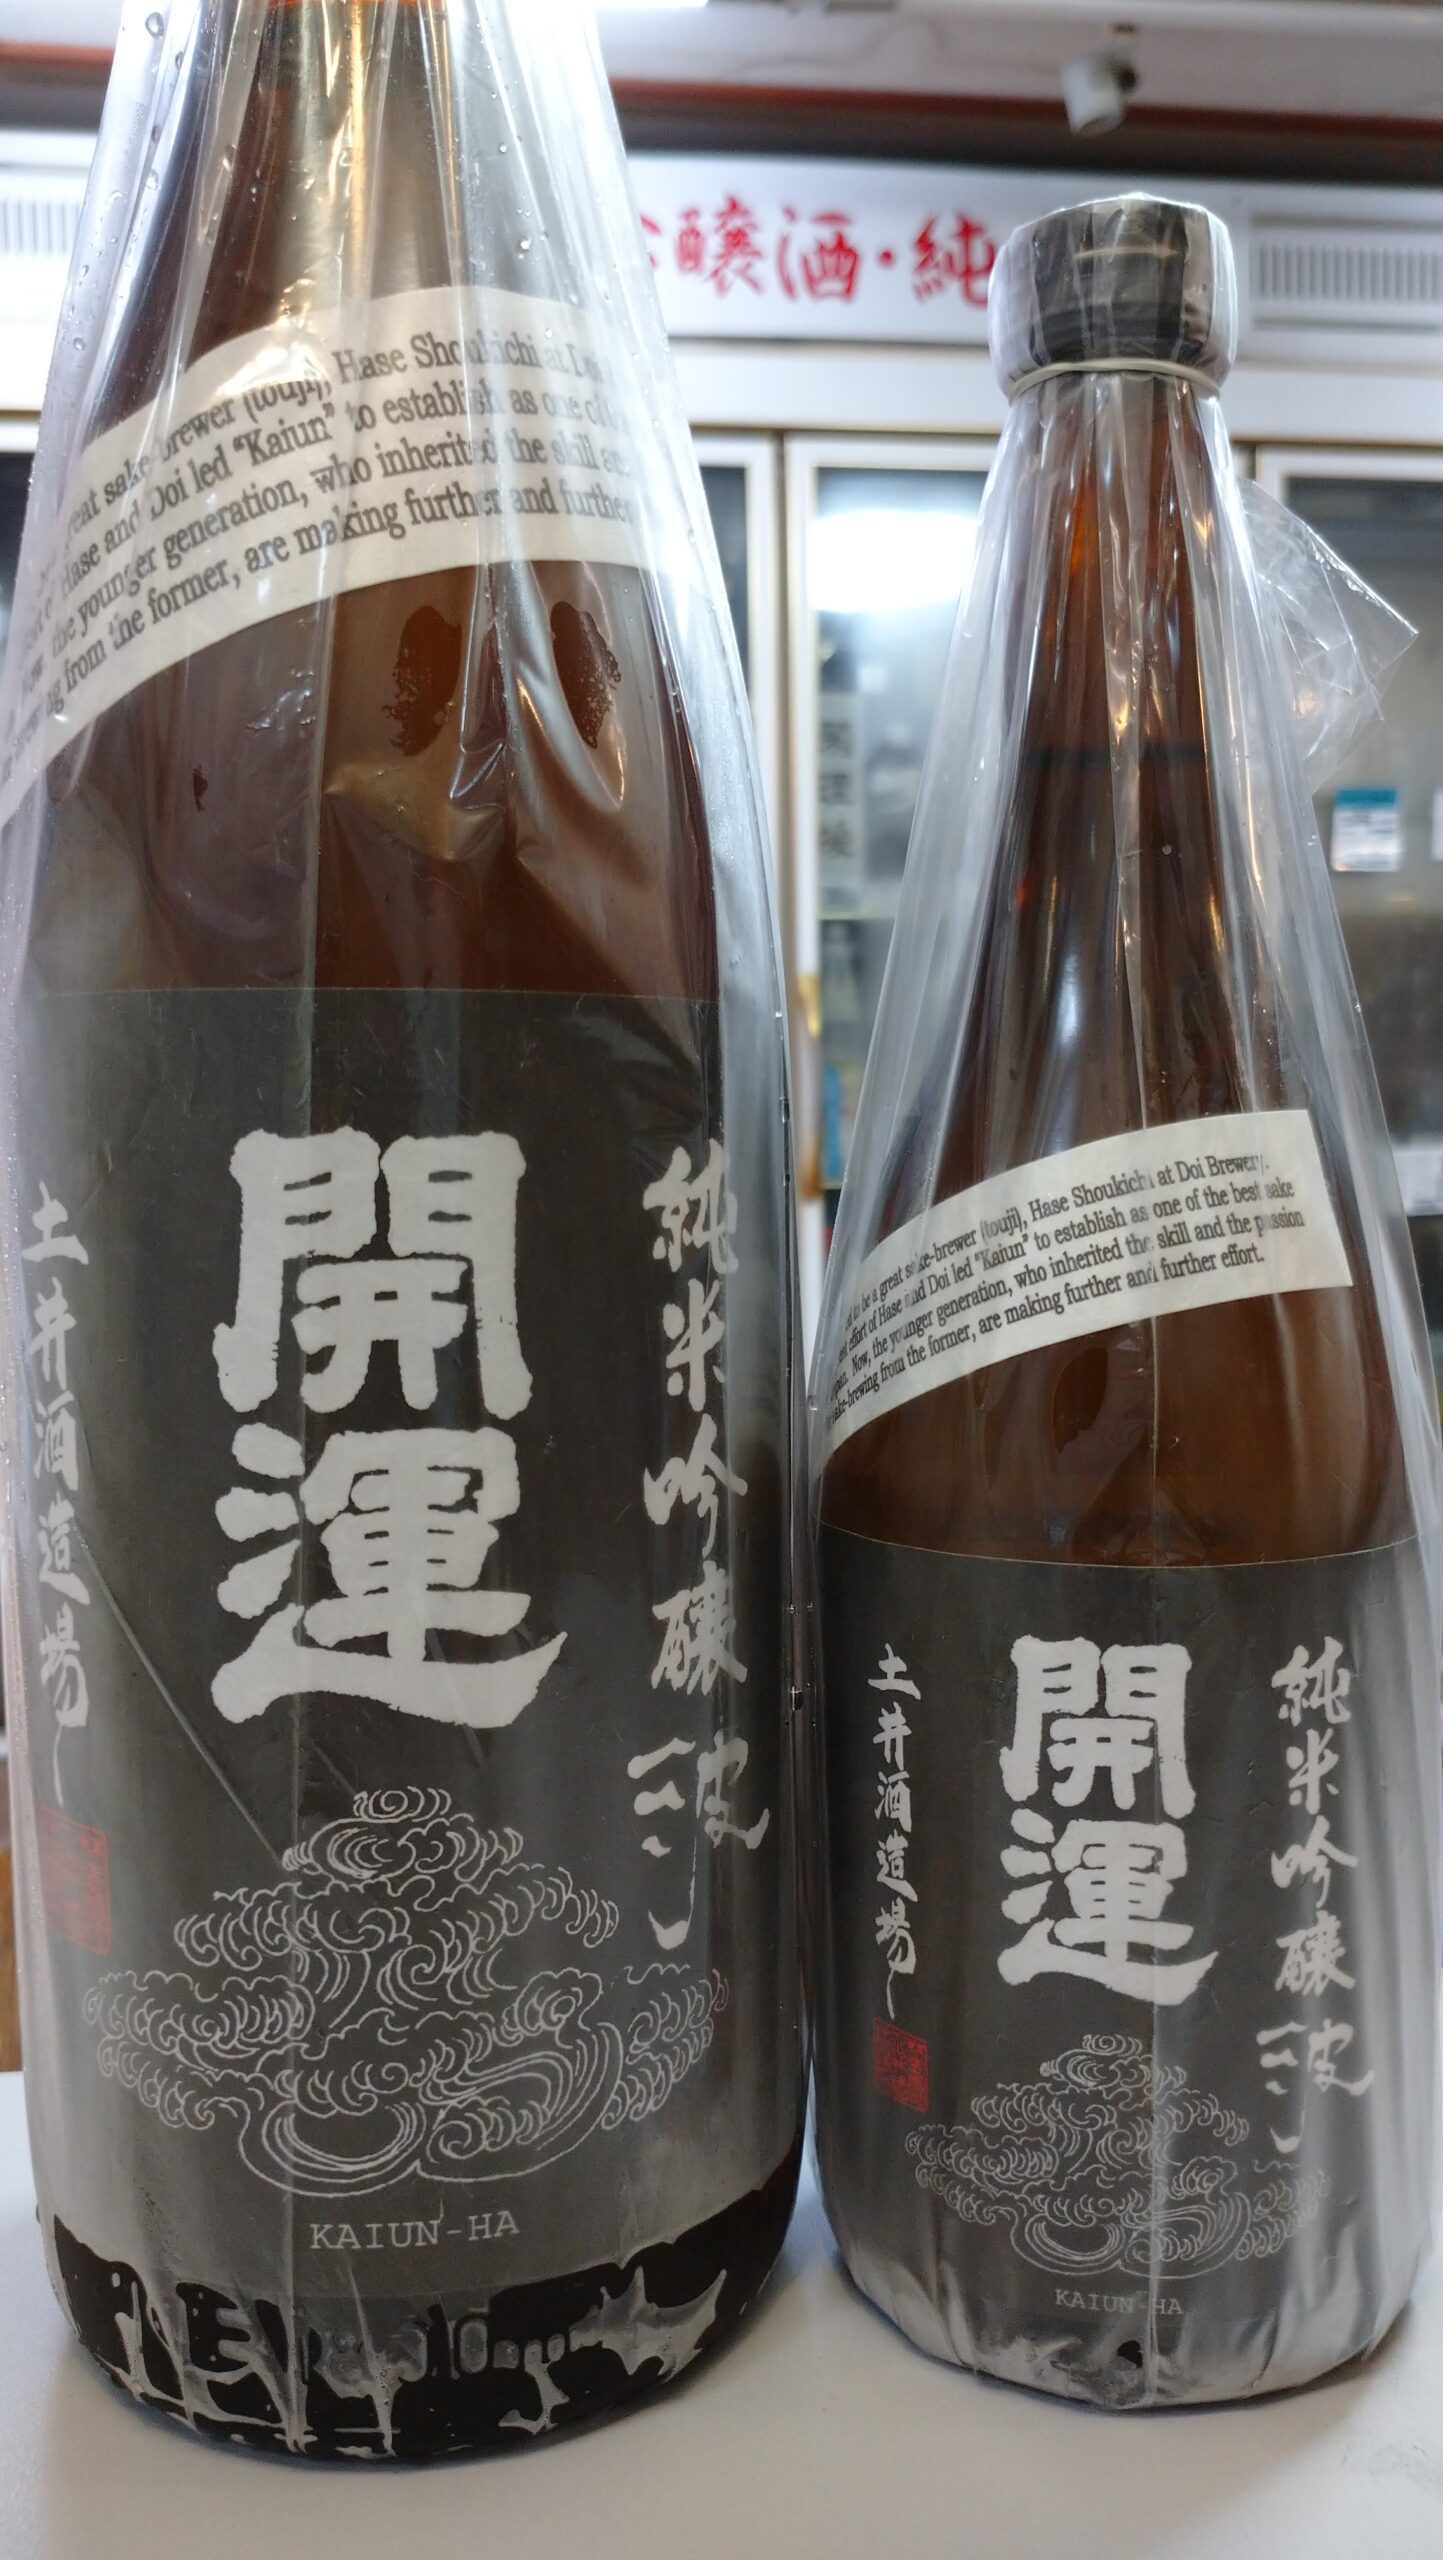 醸酒・純
great sake-brewer (touji), Hase Shoukichi at
Hase and Doi led "Kaiun" to establish as one of
the younger generation, who inherited the skill and
from the former, are making further and further
純米吟醸 波
開運
土井酒造場
KAIUN-HA
to be a great sake-brewer (touji), Hase Shoukichi at Doi Brewery.
effort of Hase and Doi led "Kaiun" to establish as one of the best sake
Japan. Now, the younger generation, who inherited the skill and the passion
sake-brewing from the former, are making further and further effort.
純米吟醸 波
開運
土井酒造場
KAIUN-HA